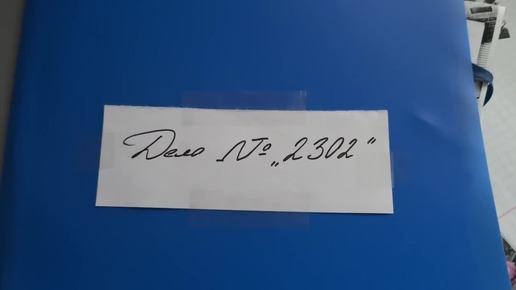 Дело № „2302"